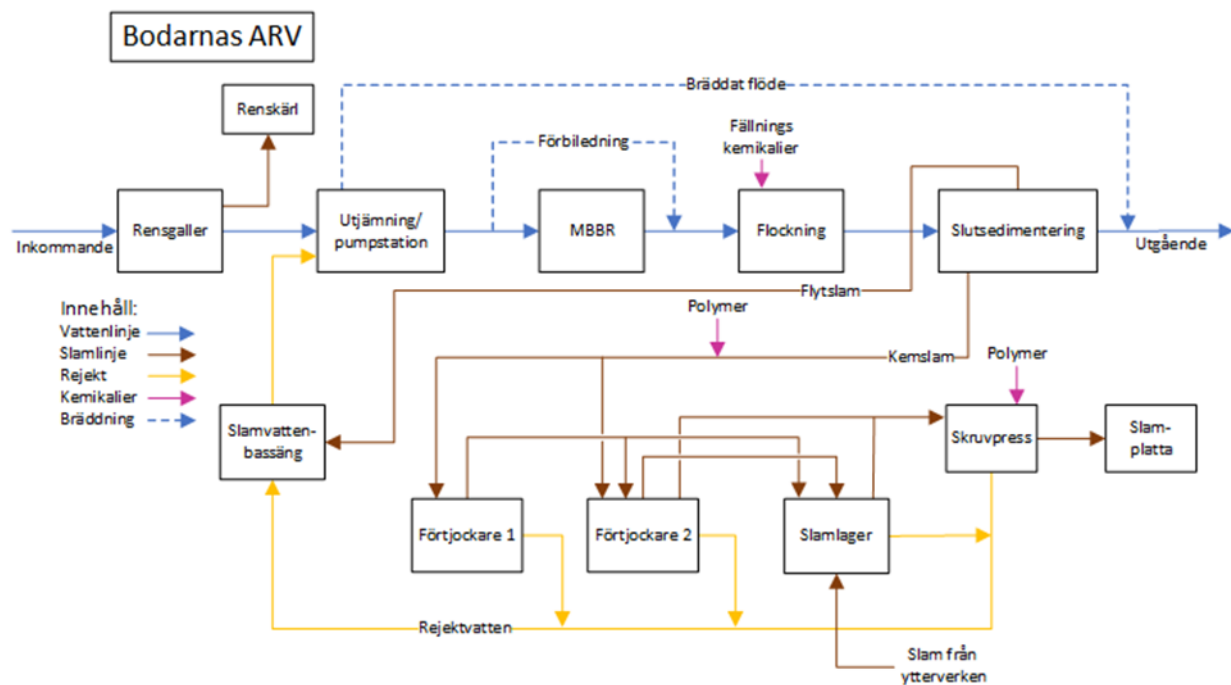 Bodarnas ARV
Bräddat flöde
Renskärl
Förbiledning
Fällnings
kemikalier
Inkommande
Rensgaller
Utjämning/
pumpstation
MBBR
Flockning
Slutsedimentering
Utgående
Flytslam
Innehåll:
Vattenlinje
Slamlinje
Rejekt
Kemikalier
Bräddning
Polymer
Kemslam
Polymer
Slamvatten-
bassäng
Skruvpress
Slam-
platta
Förtjockare 1
Förtjockare 2
Slamlager
Rejektvatten
Slam från
ytterverken